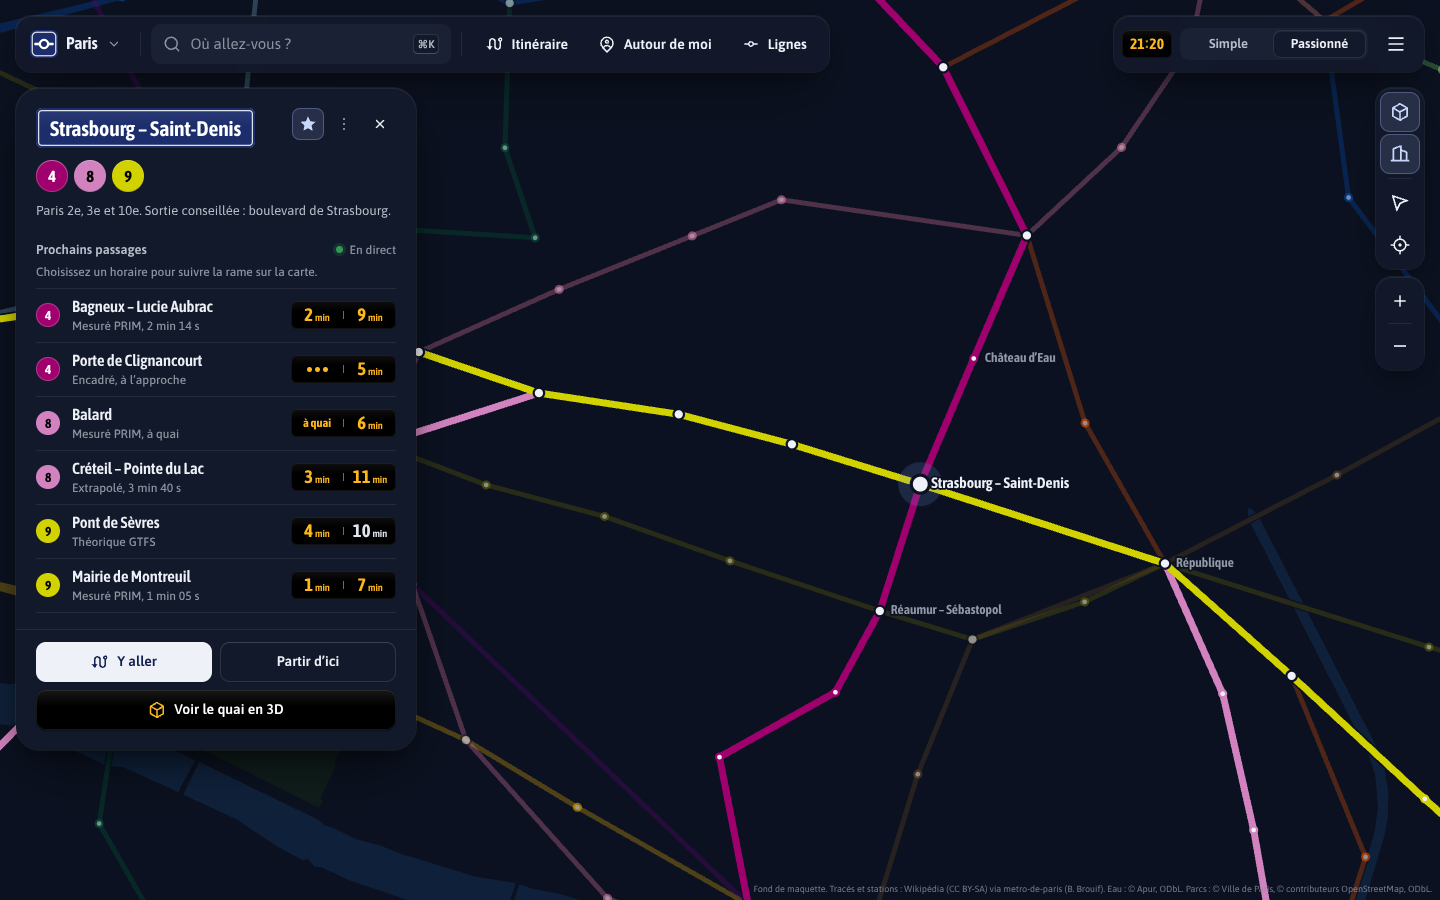 Paris
Où allez-vous ?
⌘K
Itinéraire
Autour de moi
Lignes
21:20
Simple
Passionné
Strasbourg – Saint-Denis
4 8 9
Paris 2e, 3e et 10e. Sortie conseillée : boulevard de Strasbourg.
Prochains passages
En direct
Choisissez un horaire pour suivre la rame sur la carte.
4 Bagneux – Lucie Aubrac 2 min 9 min
Mesuré PRIM, 2 min 14 s
4 Porte de Clignancourt ••• 5 min
Encadré, à l’approche
8 Balard à quai 6 min
Mesuré PRIM, à quai
8 Créteil – Pointe du Lac 3 min 11 min
Extrapolé, 3 min 40 s
9 Pont de Sèvres 4 min 10 min
Théorique GTFS
9 Mairie de Montreuil 1 min 7 min
Mesuré PRIM, 1 min 05 s
Y aller
Partir d’ici
Voir le quai en 3D
Château d’Eau
Strasbourg – Saint-Denis
République
Réaumur – Sébastopol
Fond de maquette. Tracés et stations : Wikipédia (CC BY-SA) via metro-de-paris (B. Brouif). Eau : © Apur, ODbL. Parcs : © Ville de Paris, © contributeurs OpenStreetMap, ODbL.